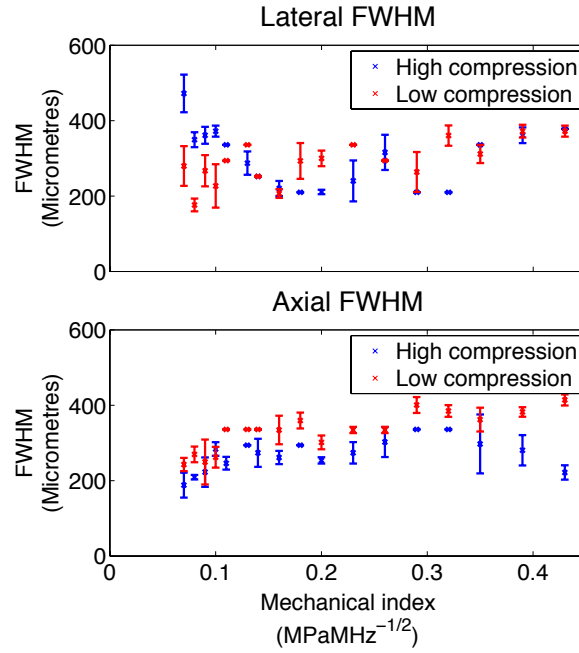 Lateral FWHM
600
400
200
0
FWHM
(Micrometres)
High compression
Low compression
Axial FWHM
600
400
200
0
FWHM
(Micrometres)
High compression
Low compression
0 0.1 0.2 0.3 0.4
Mechanical index
(MPaMHz^{-1/2})